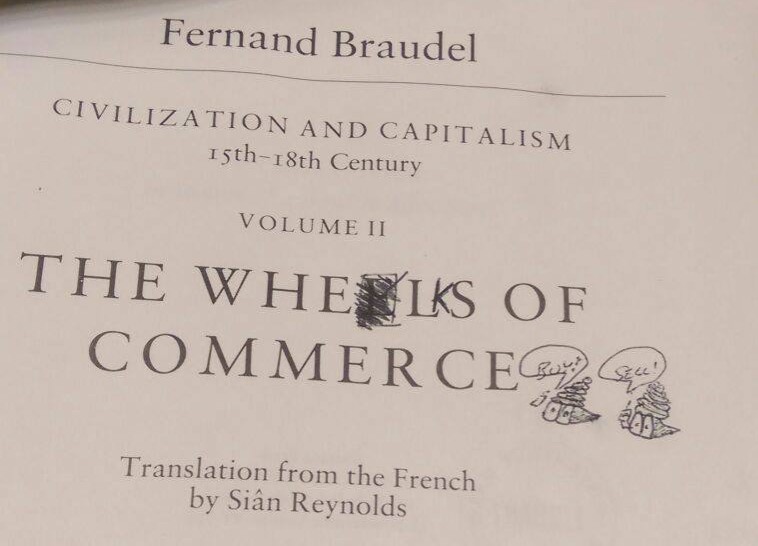 Fernand Braudel
CIVILIZATION AND CAPITALISM
15th–18th Century
VOLUME II
THE WHELKS OF
COMMERCE
BUY! SELL!
Translation from the French
by Siân Reynolds